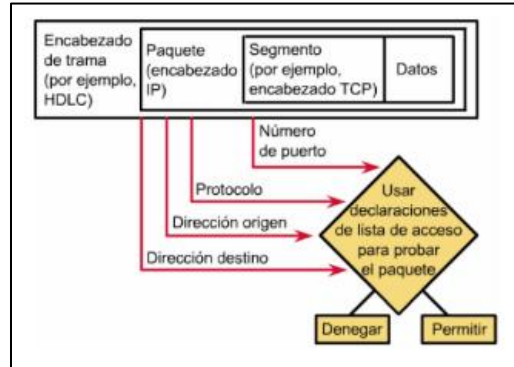 Encabezado
de trama
(por ejemplo,
HDLC)
Paquete
(encabezado
IP)
Segmento
(por ejemplo,
encabezado TCP)
Datos
Número
de puerto
Protocolo
Dirección origen
Dirección destino
Usar
declaraciones
de lista de acceso
para probar
el paquete
Denegar
Permitir